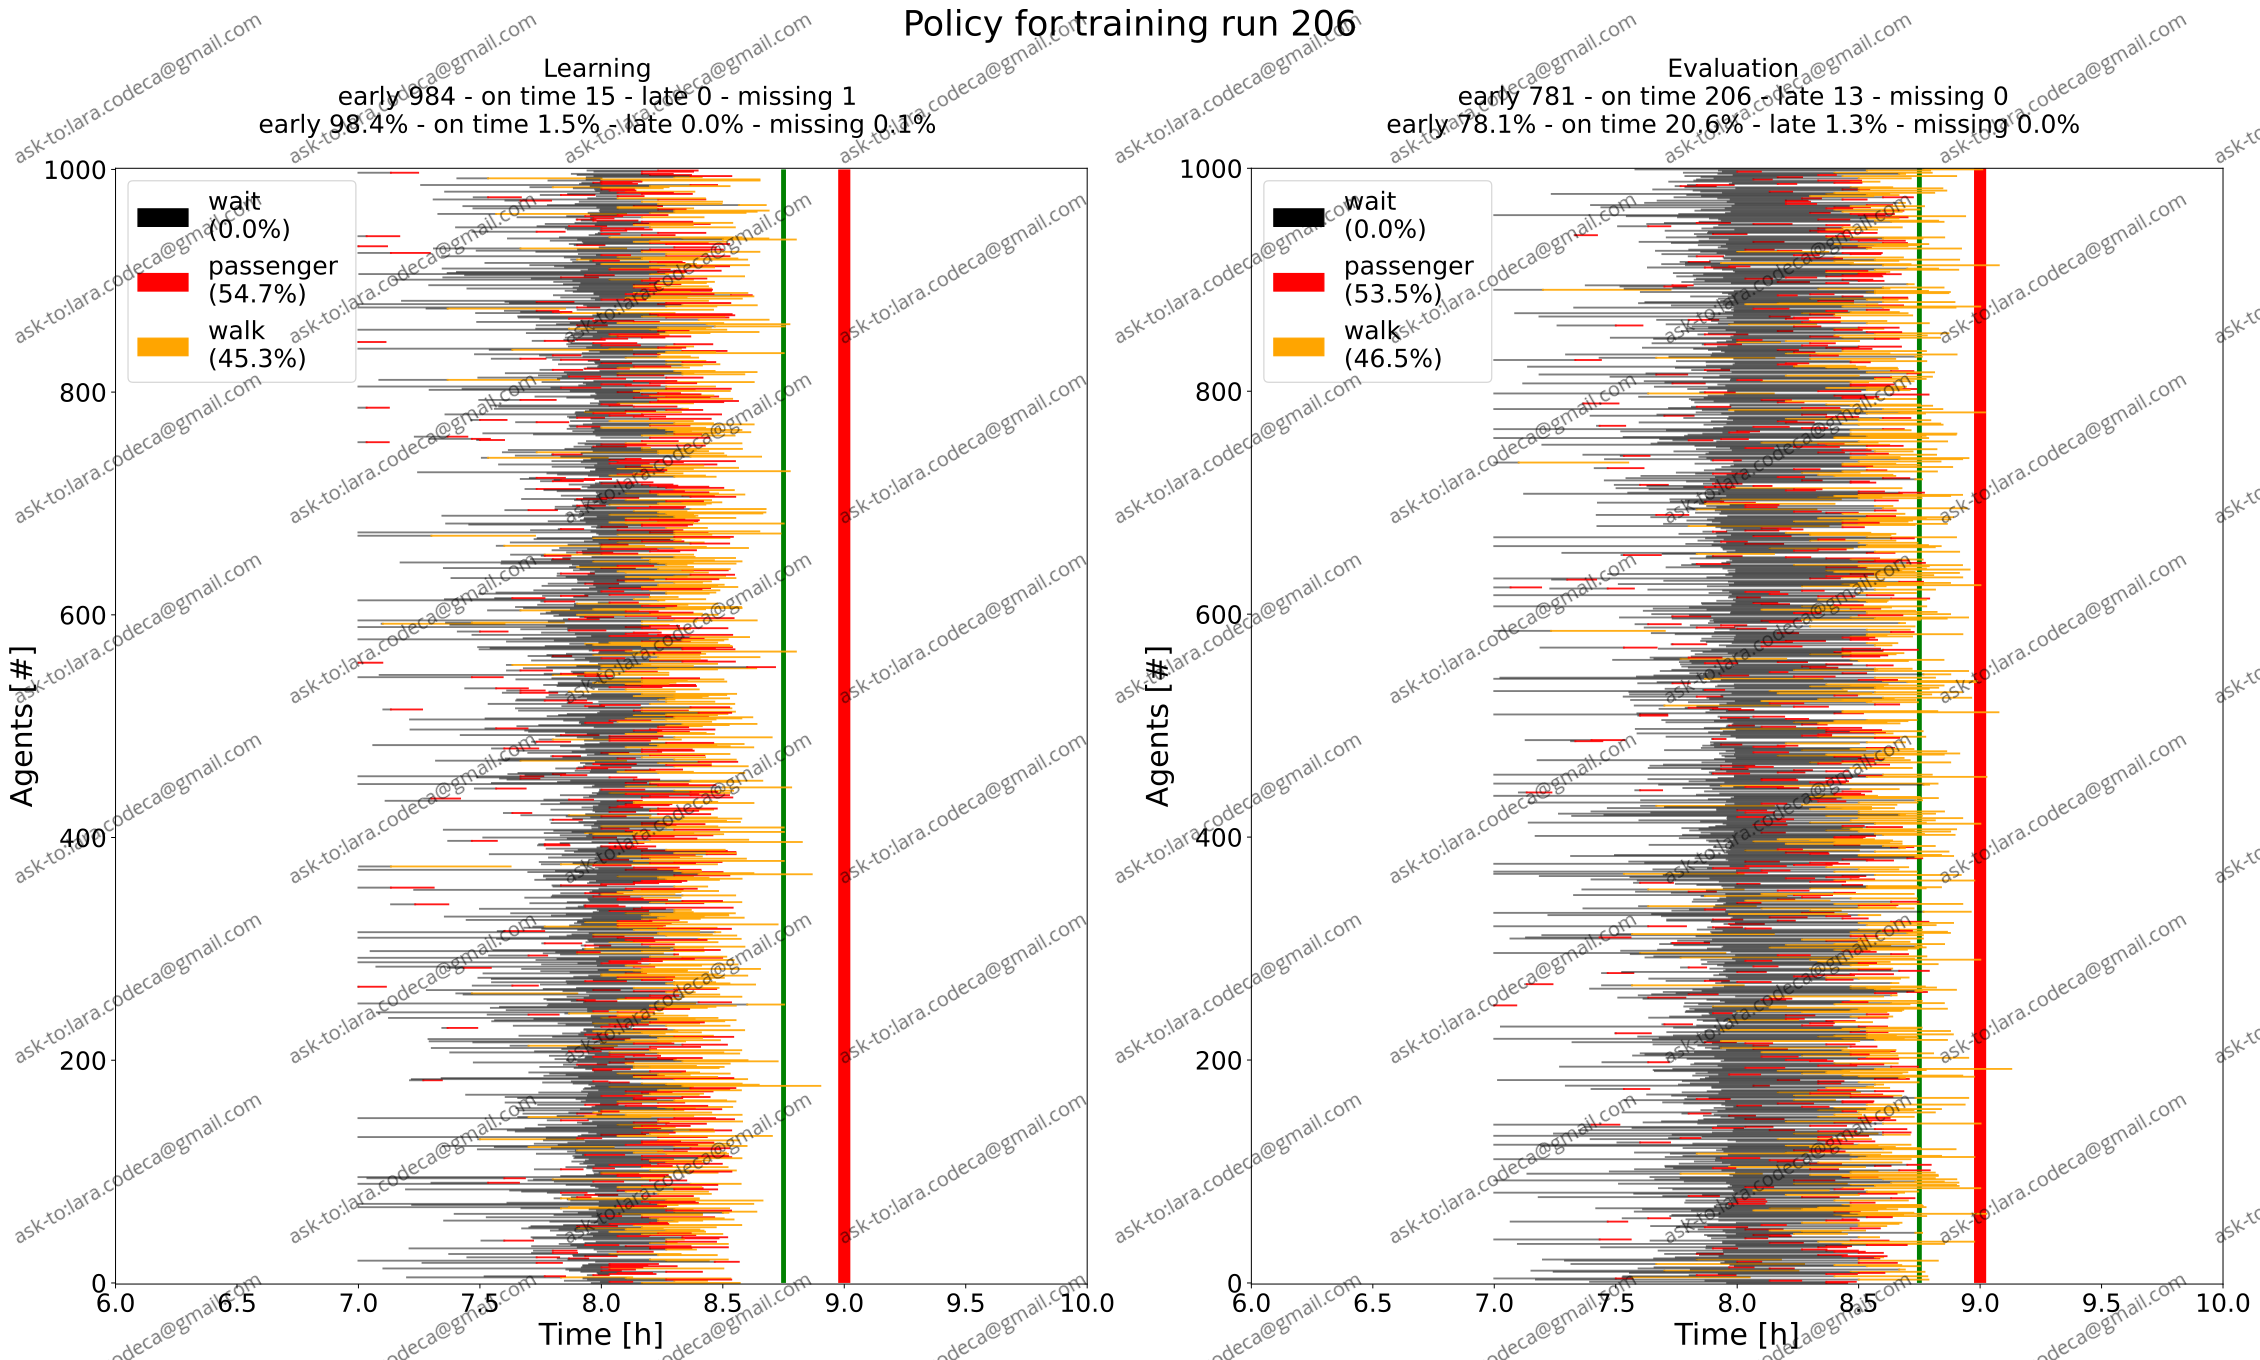 Policy for training run 206
Learning
early 984 - on time 15 - late 0 - missing 1
early 98.4% - on time 1.5% - late 0.0% - missing 0.1%
1000
800
600
400
200
0
Agents [#]
wait
(0.0%)
passenger
(54.7%)
walk
(45.3%)
6.0 6.5 7.0 7.5 8.0 8.5 9.0 9.5 10.0
Time [h]
Evaluation
early 781 - on time 206 - late 13 - missing 0
early 78.1% - on time 20.6% - late 1.3% - missing 0.0%
1000
800
600
400
200
0
Agents [#]
wait
(0.0%)
passenger
(53.5%)
walk
(46.5%)
6.0 6.5 7.0 7.5 8.0 8.5 9.0 9.5 10.0
Time [h]
ask-to:lara.codeca@gmail.com